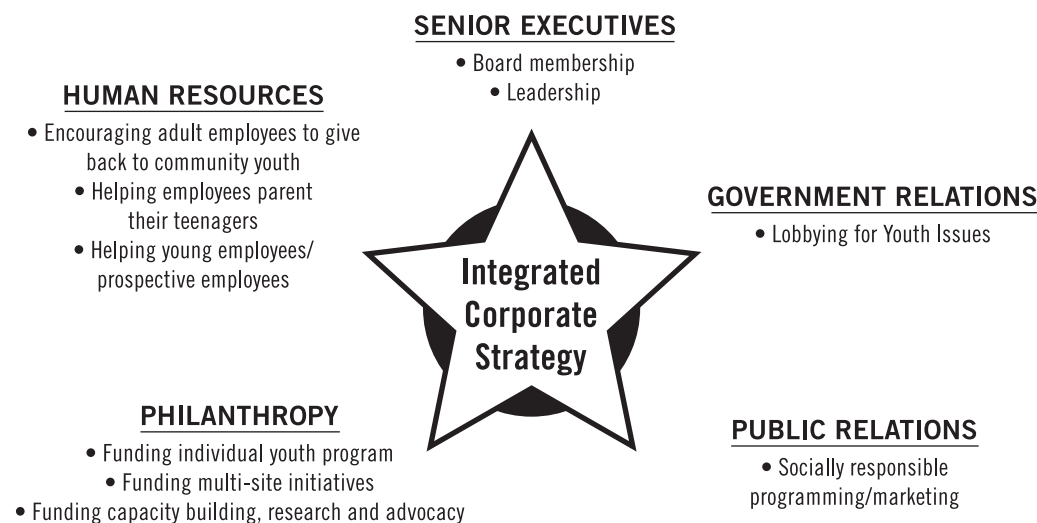 SENIOR EXECUTIVES
• Board membership
• Leadership
HUMAN RESOURCES
• Encouraging adult employees to give
back to community youth
• Helping employees parent
their teenagers
• Helping young employees/
prospective employees
GOVERNMENT RELATIONS
• Lobbying for Youth Issues
Integrated
Corporate
Strategy
PHILANTHROPY
• Funding individual youth program
• Funding multi-site initiatives
• Funding capacity building, research and advocacy
PUBLIC RELATIONS
• Socially responsible
programming/marketing